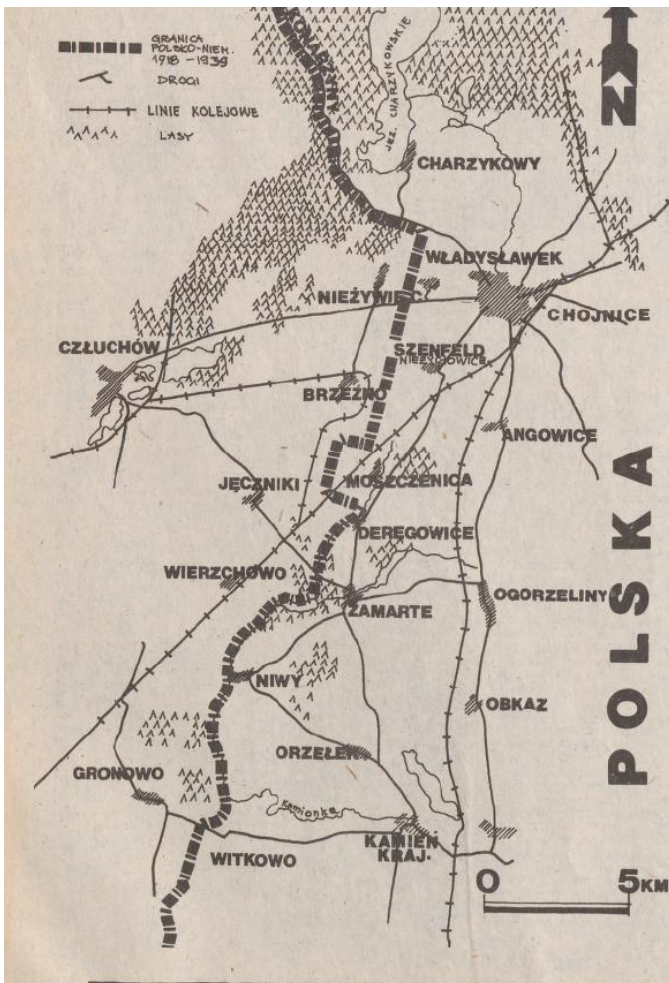 GRANICA
POLSKO-NIEM.
1918 - 1939
DROGI
LINIE KOLEJOWE
LASY
JEZ. CHARZYKOWSKIE
N
CHARZYKOWY
WŁADYSŁAWEK
CHOJNICE
CZŁUCHÓW
SZENFELD
NIEŻYCHOWICE
BRZEŹNO
ANGOWICE
JĘCZNIKI
MOSZCZENICA
DERĘGOWICE
WIERZCHOWO
ZAMARTE
OGORZELINY
NIWY
OBKAZ
ORZEŁEK
GRONOWO
Kamionka
WITKOWO
KAMIEŃ
KRAJ.
POLSKA
0 5KM